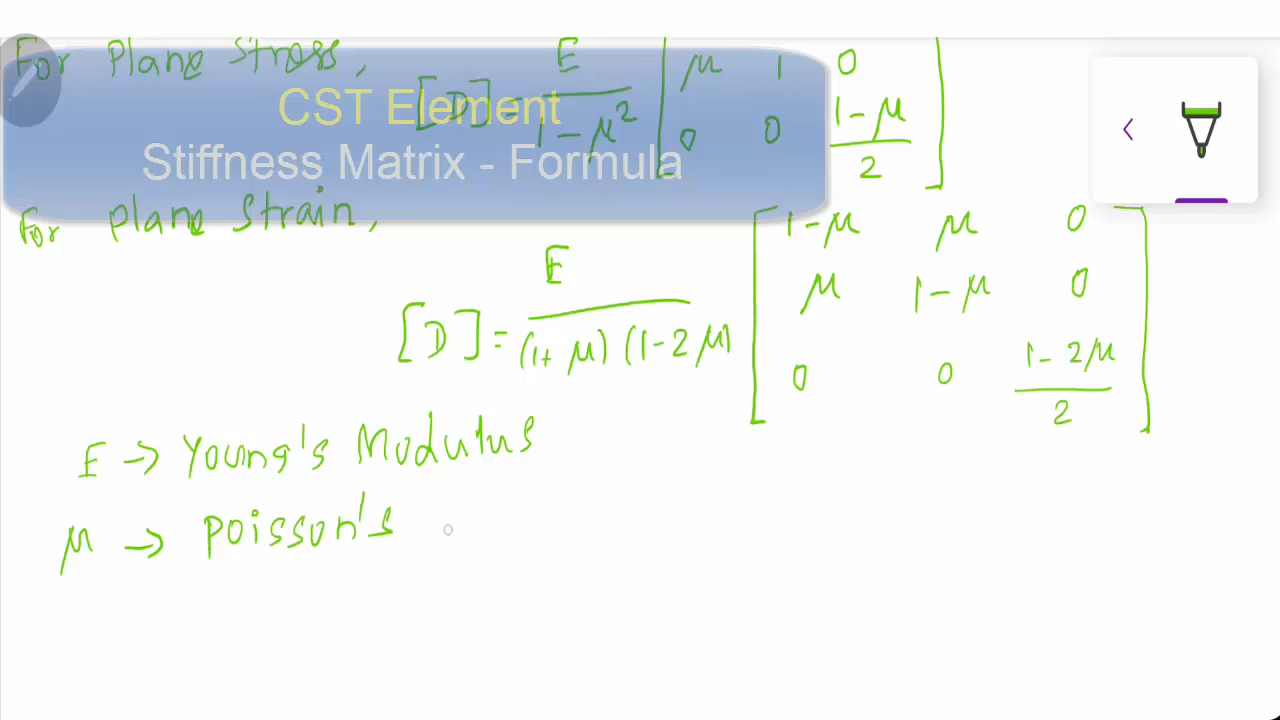 For Plane Stress,
[D] = E / 1 - μ² [ μ 1 0
0 0 1 - μ / 2 ]
CST Element
Stiffness Matrix - Formula
For Plane Strain,
[D] = E / (1+ μ) (1 - 2 μ) [ 1 - μ μ 0
μ 1 - μ 0
0 0 1 - 2μ / 2 ]
E → Young's Modulus
μ → Poisson's